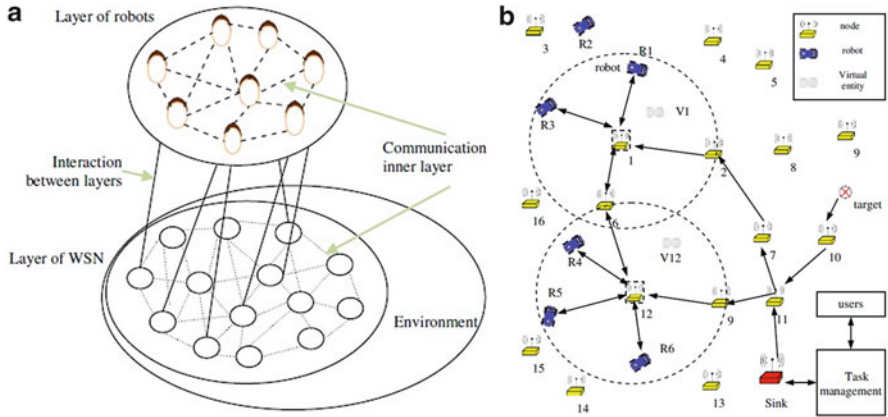 a
Layer of robots
Interaction
between layers
Communication
inner layer
Layer of WSN
Environment
b
3
R2
R1
robot
4
5
node
robot
Virtual
entity
R3
V1
1
2
8
9
16
16
target
7
10
R4
V12
R5
12
9
11
users
R6
15
14
13
Sink
Task
management